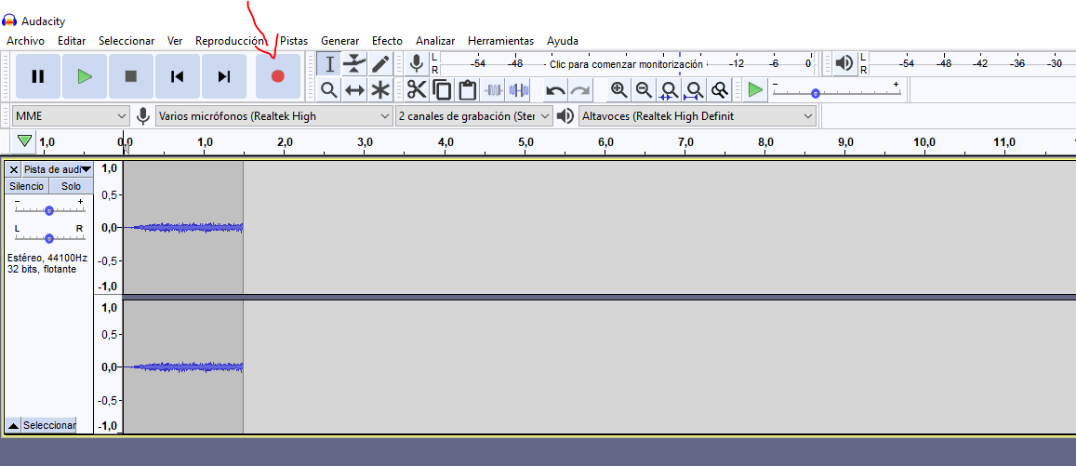 Audacity
Archivo Editar Seleccionar Ver Reproducción Pistas Generar Efecto Analizar Herramientas Ayuda
L
R
-54 -48 Clic para comenzar monitorización -12 -6 0
L
R
-54 -48 -42 -36 -30
- +
MME Varios micrófonos (Realtek High 2 canales de grabación (Ster Altavoces (Realtek High Definit
1,0 0,0 1,0 2,0 3,0 4,0 5,0 6,0 7,0 8,0 9,0 10,0 11,0
X Pista de audi
Silencio Solo
- +
L R
Estéreo, 44100Hz
32 bits, flotante
1,0
0,5
0,0
-0,5
-1,0
1,0
0,5
0,0
-0,5
-1,0
Seleccionar